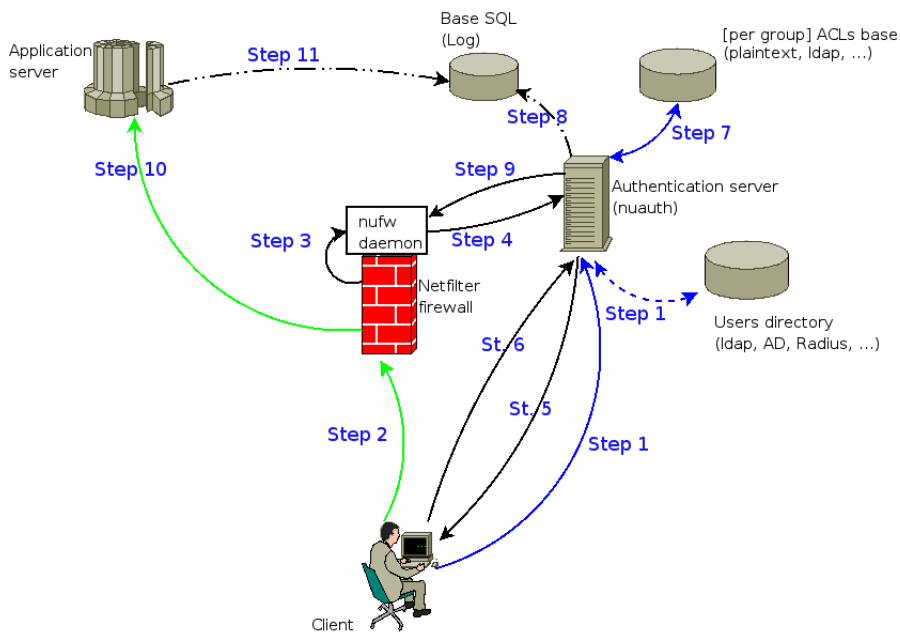 Application
server
Step 11
Base SQL
(Log)
[per group] ACLs base
(plaintext, ldap, ...)
Step 8
Step 7
Step 10
Step 9
Authentication server
(nuauth)
nufw
daemon
Step 3
Step 4
Netfilter
firewall
Step 1
Users directory
(ldap, AD, Radius, ...)
St. 6
St. 5
Step 2
Step 1
Client